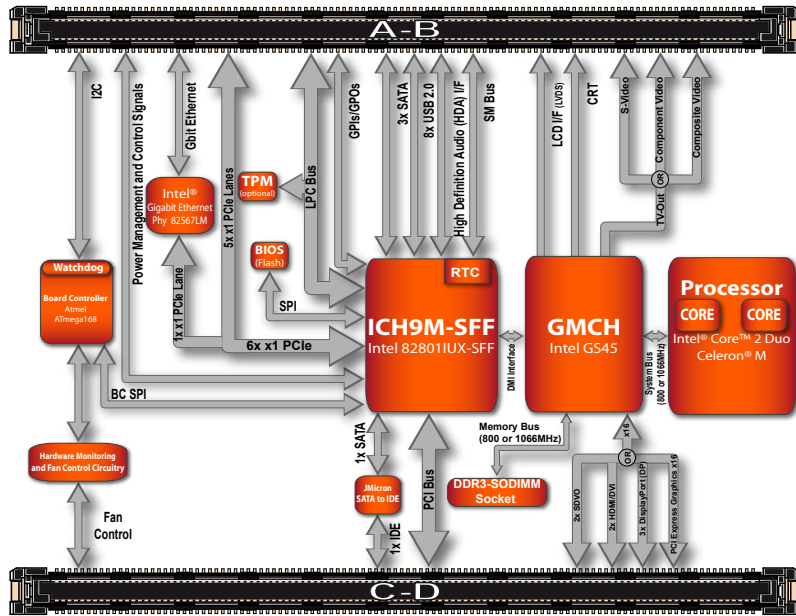 A-B
I2C
Power Management and Control Signals
Gbit Ethernet
5x x1 PCIe Lanes
LPC Bus
GPIs/GPOs
3x SATA
8x USB 2.0
High Definition Audio (HDA) I/F
SM Bus
LCD I/F (LVDS)
CRT
S-Video
Component Video
Composite Video
OR
TV-Out
TPM
(optional)
Intel®
Gigabit Ethernet
Phy 82567LM
BIOS
(Flash)
SPI
Watchdog
Board Controller
Atmel
ATmega168
1x x1 PCIe Lane
6x x1 PCIe
BC SPI
RTC
ICH9M-SFF
Intel 82801IUX-SFF
DMI Interface
GMCH
Intel GS45
System Bus
(800 or 1066MHz)
Processor
CORE
CORE
Intel® Core™ 2 Duo
Celeron® M
Hardware Monitoring
and Fan Control Circuitry
Fan
Control
1x SATA
JMicron
SATA to IDE
1x IDE
PCI Bus
Memory Bus
(800 or 1066MHz)
DDR3-SODIMM
Socket
x16
OR
2x SDVO
2x HDMI/DVI
3x DisplayPort (DP)
PCI Express Graphics x16
C-D